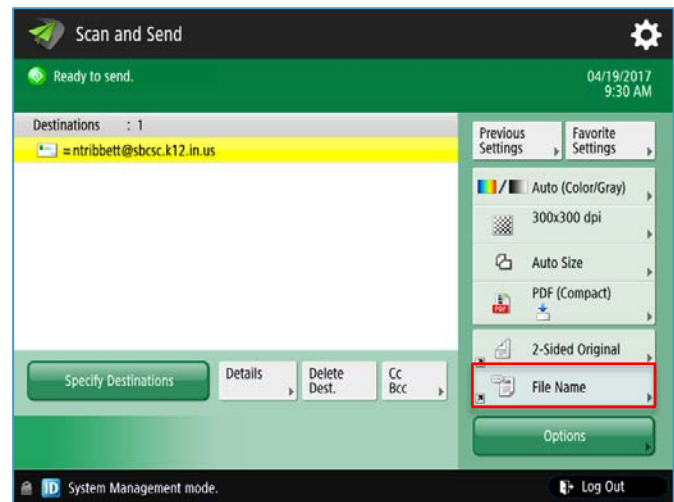 Scan and Send
Ready to send.
04/19/2017
9:30 AM
Destinations : 1
=ntribbett@sbcsc.k12.in.us
Previous
Settings
Favorite
Settings
Auto (Color/Gray)
300x300 dpi
Auto Size
PDF (Compact)
PDF
2-Sided Original
File Name
Specify Destinations
Details
Delete
Dest.
Cc
Bcc
Options
ID System Management mode.
Log Out